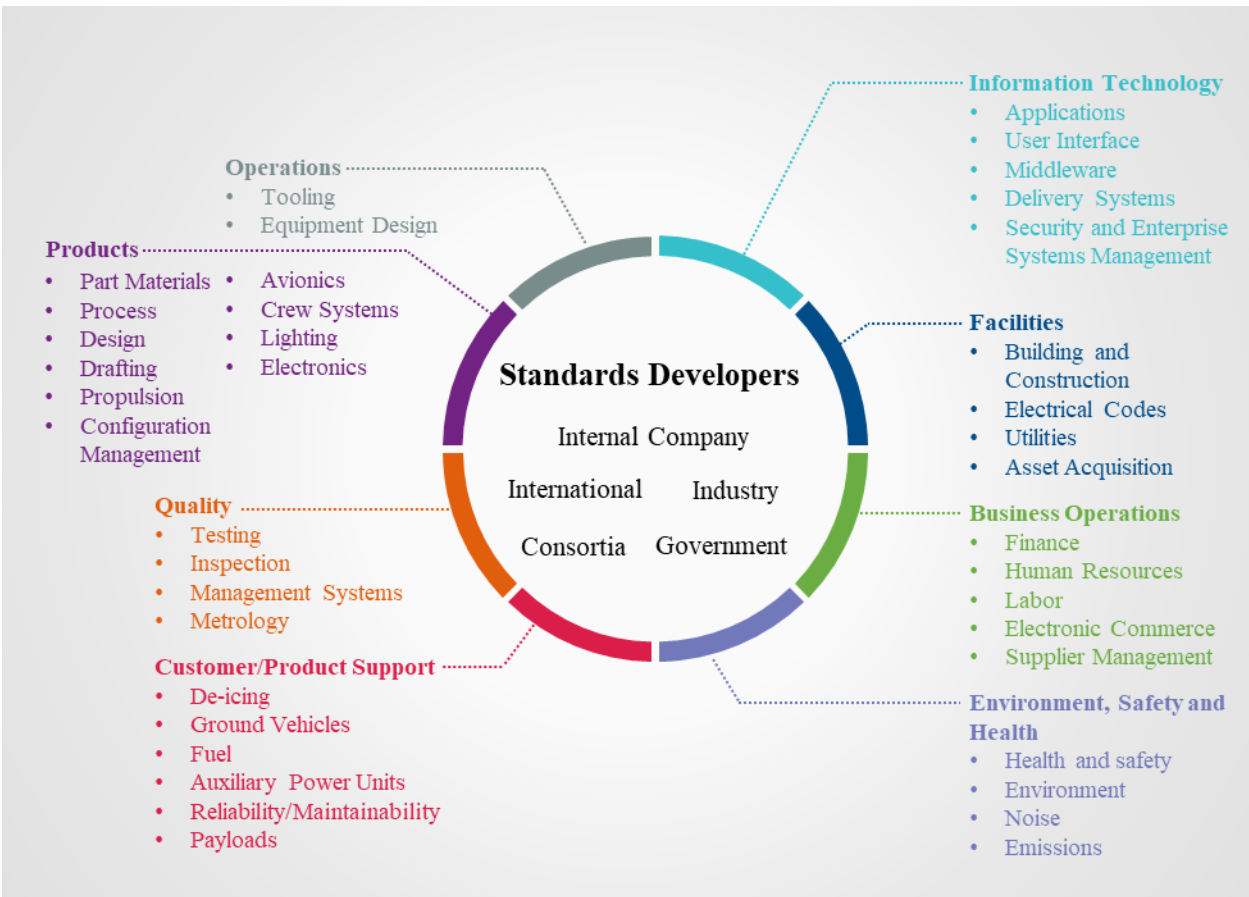 Information Technology
• Applications
• User Interface
• Middleware
• Delivery Systems
• Security and Enterprise
Systems Management
Operations
• Tooling
• Equipment Design
Products
• Part Materials
• Process
• Design
• Drafting
• Propulsion
• Configuration
Management
• Avionics
• Crew Systems
• Lighting
• Electronics
Facilities
• Building and
Construction
• Electrical Codes
• Utilities
• Asset Acquisition
Standards Developers
Internal Company
International Industry
Consortia Government
Quality
• Testing
• Inspection
• Management Systems
• Metrology
Business Operations
• Finance
• Human Resources
• Labor
• Electronic Commerce
• Supplier Management
Customer/Product Support
• De-icing
• Ground Vehicles
• Fuel
• Auxiliary Power Units
• Reliability/Maintainability
• Payloads
Environment, Safety and
Health
• Health and safety
• Environment
• Noise
• Emissions